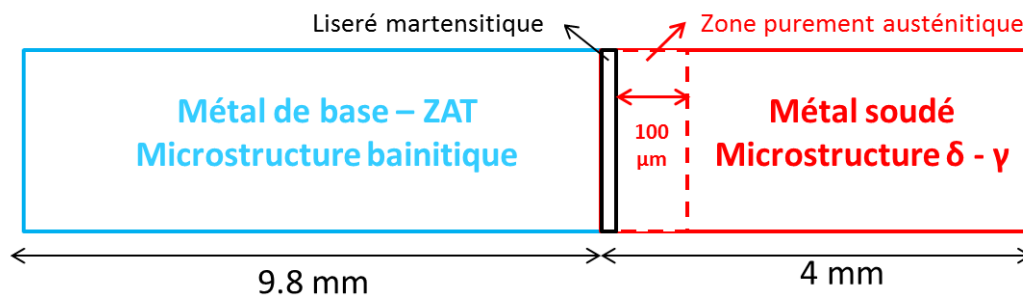 Liseré martensitique
Zone purement austénitique
Métal de base – ZAT
Microstructure bainitique
100
µm
Métal soudé
Microstructure δ - γ
9.8 mm
4 mm